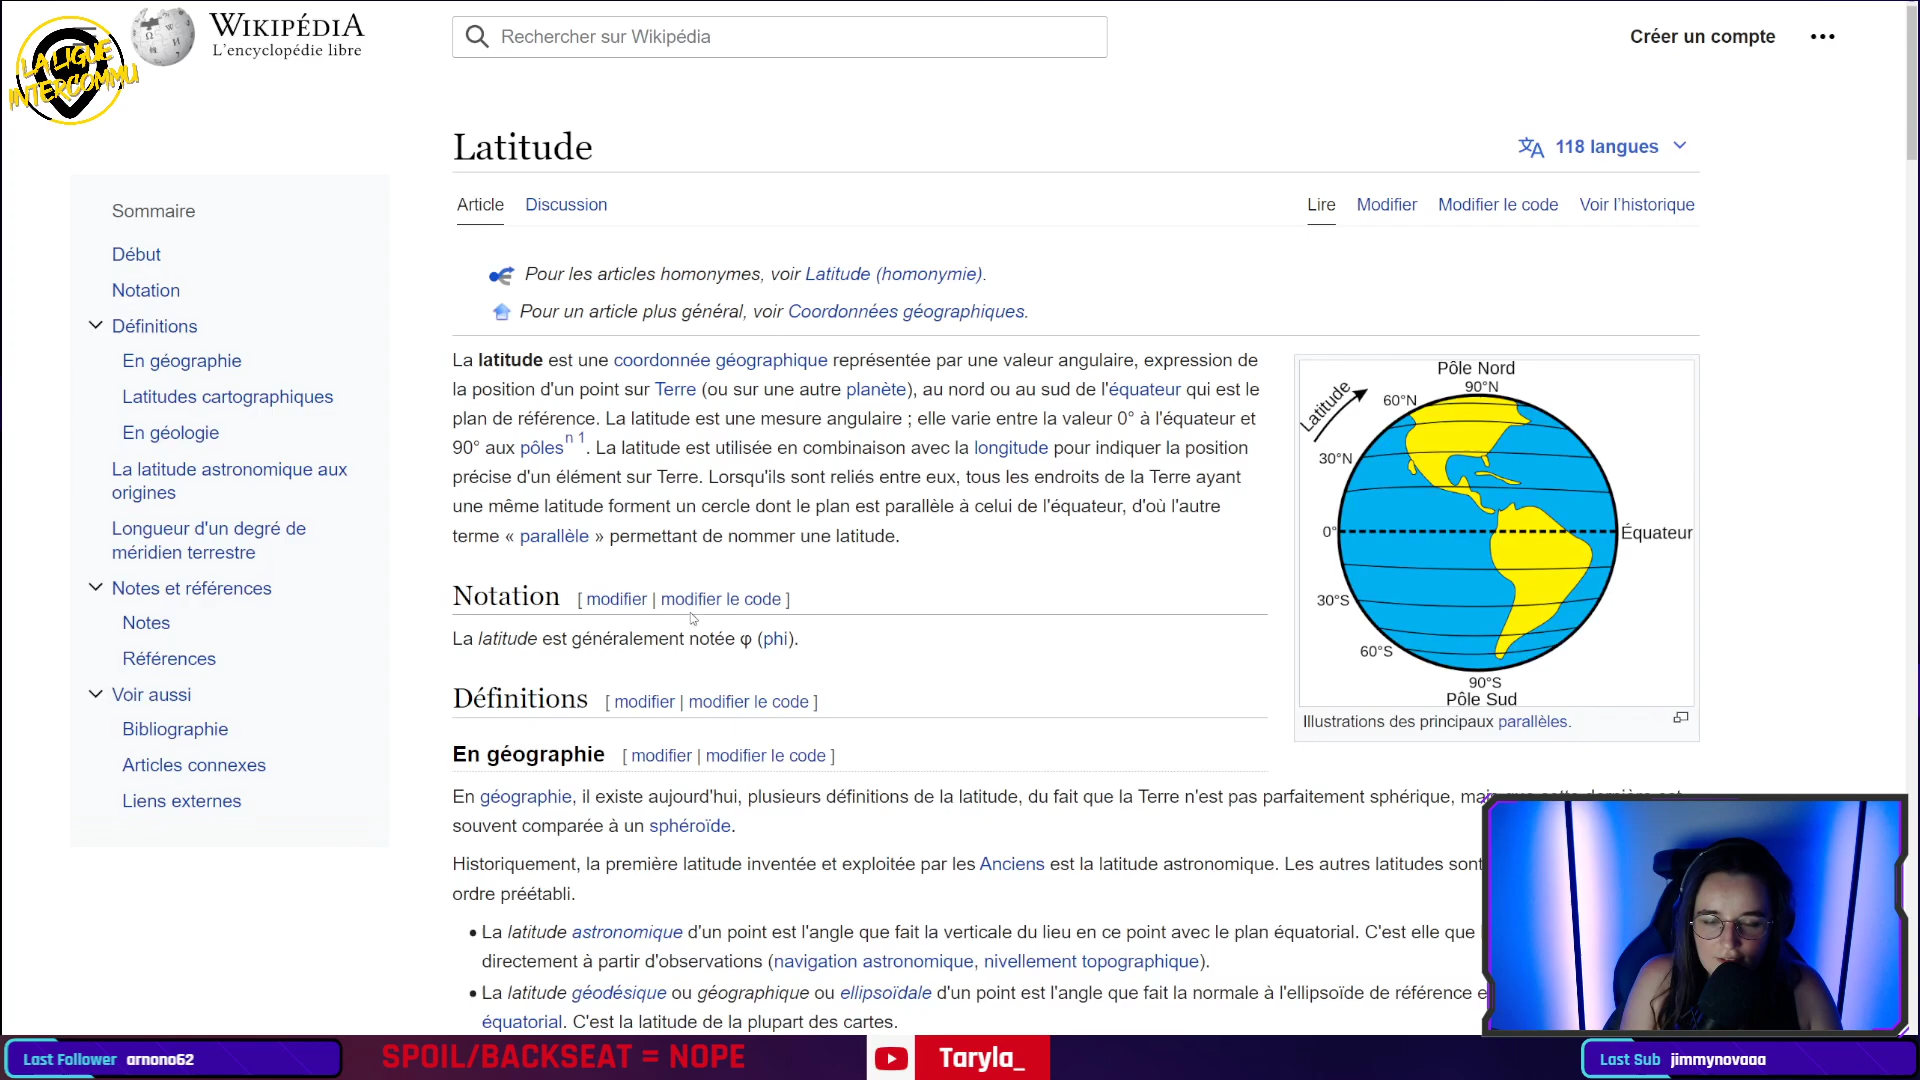 LA LIGUE
INTERCOMMU
WIKIPÉDIA
L'encyclopédie libre
Rechercher sur Wikipédia
Créer un compte
Latitude
118 langues
Article
Discussion
Lire
Modifier
Modifier le code
Voir l'historique
Sommaire
Début
Notation
Définitions
En géographie
Latitudes cartographiques
En géologie
La latitude astronomique aux
origines
Longueur d'un degré de
méridien terrestre
Notes et références
Notes
Références
Voir aussi
Bibliographie
Articles connexes
Liens externes
Pour les articles homonymes, voir Latitude (homonymie).
Pour un article plus général, voir Coordonnées géographiques.
La latitude est une coordonnée géographique représentée par une valeur angulaire, expression de
la position d'un point sur Terre (ou sur une autre planète), au nord ou au sud de l'équateur qui est le
plan de référence. La latitude est une mesure angulaire ; elle varie entre la valeur 0° à l'équateur et
90° aux pôles n 1. La latitude est utilisée en combinaison avec la longitude pour indiquer la position
précise d'un élément sur Terre. Lorsqu'ils sont reliés entre eux, tous les endroits de la Terre ayant
une même latitude forment un cercle dont le plan est parallèle à celui de l'équateur, d'où l'autre
terme « parallèle » permettant de nommer une latitude.
Pôle Nord
90°N
Latitude
60°N
30°N
0°
Équateur
30°S
60°S
90°S
Pôle Sud
Illustrations des principaux parallèles.
Notation [ modifier | modifier le code ]
La latitude est généralement notée φ (phi).
Définitions [ modifier | modifier le code ]
En géographie [ modifier | modifier le code ]
En géographie, il existe aujourd'hui, plusieurs définitions de la latitude, du fait que la Terre n'est pas parfaitement sphérique, mais que cette dernière est
souvent comparée à un sphéroïde.
Historiquement, la première latitude inventée et exploitée par les Anciens est la latitude astronomique. Les autres latitudes sont
ordre préétabli.
• La latitude astronomique d'un point est l'angle que fait la verticale du lieu en ce point avec le plan équatorial. C'est elle que
directement à partir d'observations (navigation astronomique, nivellement topographique).
• La latitude géodésique ou géographique ou ellipsoïdale d'un point est l'angle que fait la normale à l'ellipsoïde de référence
équatorial. C'est la latitude de la plupart des cartes.
Last Follower arnono62
SPOIL/BACKSEAT = NOPE
Taryla_
Last Sub jimmynovaaa